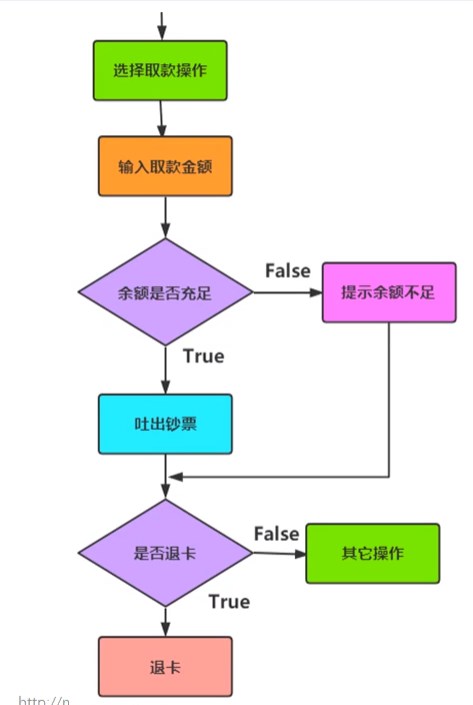 选择取款操作
输入取款金额
False
余额是否充足
提示余额不足
True
吐出钞票
False
是否退卡
其它操作
True
退卡